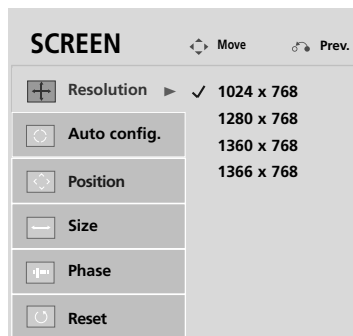 SCREEN Move Prev.
Resolution ✓ 1024 x 768
1280 x 768
1360 x 768
1366 x 768
Auto config.
Position
Size
Phase
Reset